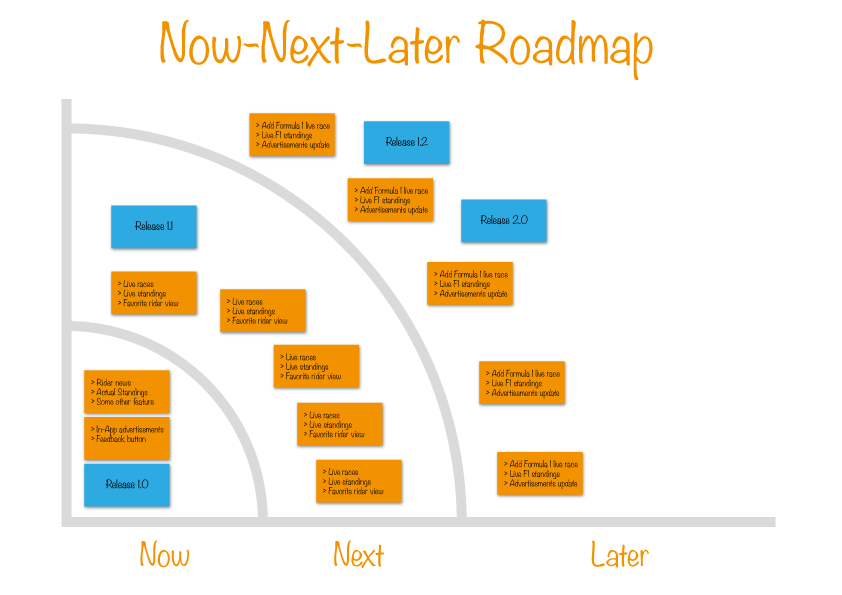 Now-Next-Later Roadmap
> Add Formula 1 live race
> Live F1 standings
> Advertisements update
Release 1.2
> Add Formula 1 live race
> Live F1 standings
> Advertisements update
Release 2.0
Release 1.1
> Add Formula 1 live race
> Live F1 standings
> Advertisements update
> Live races
> Live standings
> Favorite rider view
> Live races
> Live standings
> Favorite rider view
> Live races
> Live standings
> Favorite rider view
> Add Formula 1 live race
> Live F1 standings
> Advertisements update
> Rider news
> Actual Standings
> Some other feature
> Live races
> Live standings
> Favorite rider view
> In-App advertisements
> Feedback button
> Add Formula 1 live race
> Live F1 standings
> Advertisements update
> Live races
> Live standings
> Favorite rider view
Release 1.0
Now
Next
Later